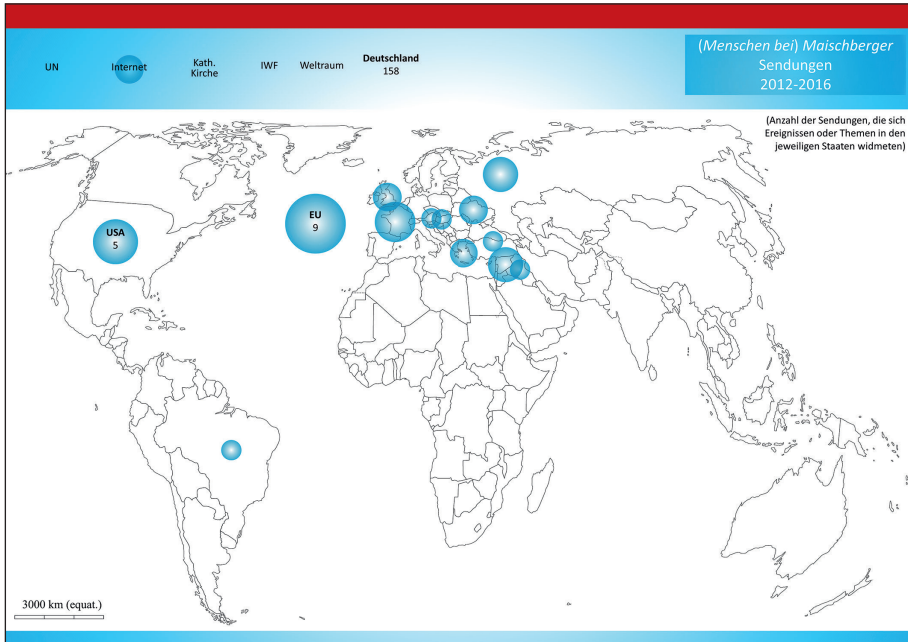 UN
Internet
Kath.
Kirche
IWF
Weltraum
Deutschland
158
(Menschen bei) Maischberger
Sendungen
2012-2016
(Anzahl der Sendungen, die sich
Ereignissen oder Themen in den
jeweiligen Staaten widmeten)
EU
9
USA
5
3000 km (equat.)